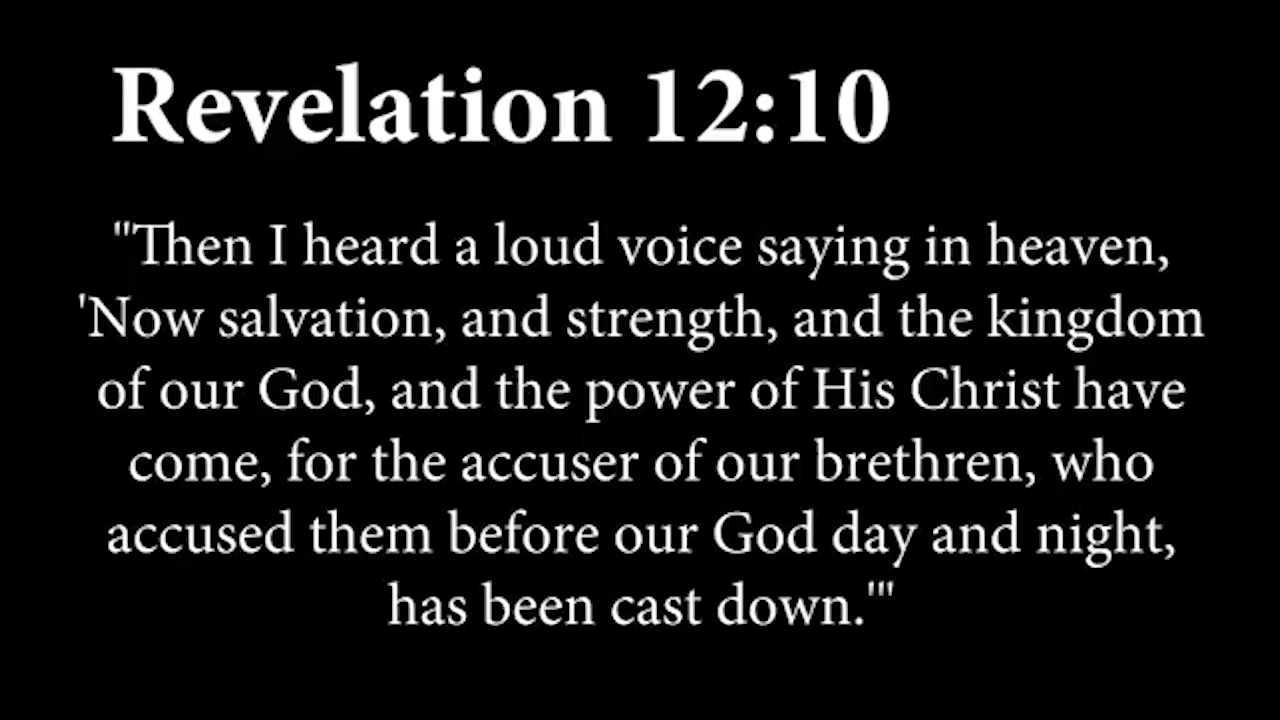 Revelation 12:10
"Then I heard a loud voice saying in heaven,
'Now salvation, and strength, and the kingdom
of our God, and the power of His Christ have
come, for the accuser of our brethren, who
accused them before our God day and night,
has been cast down.'"